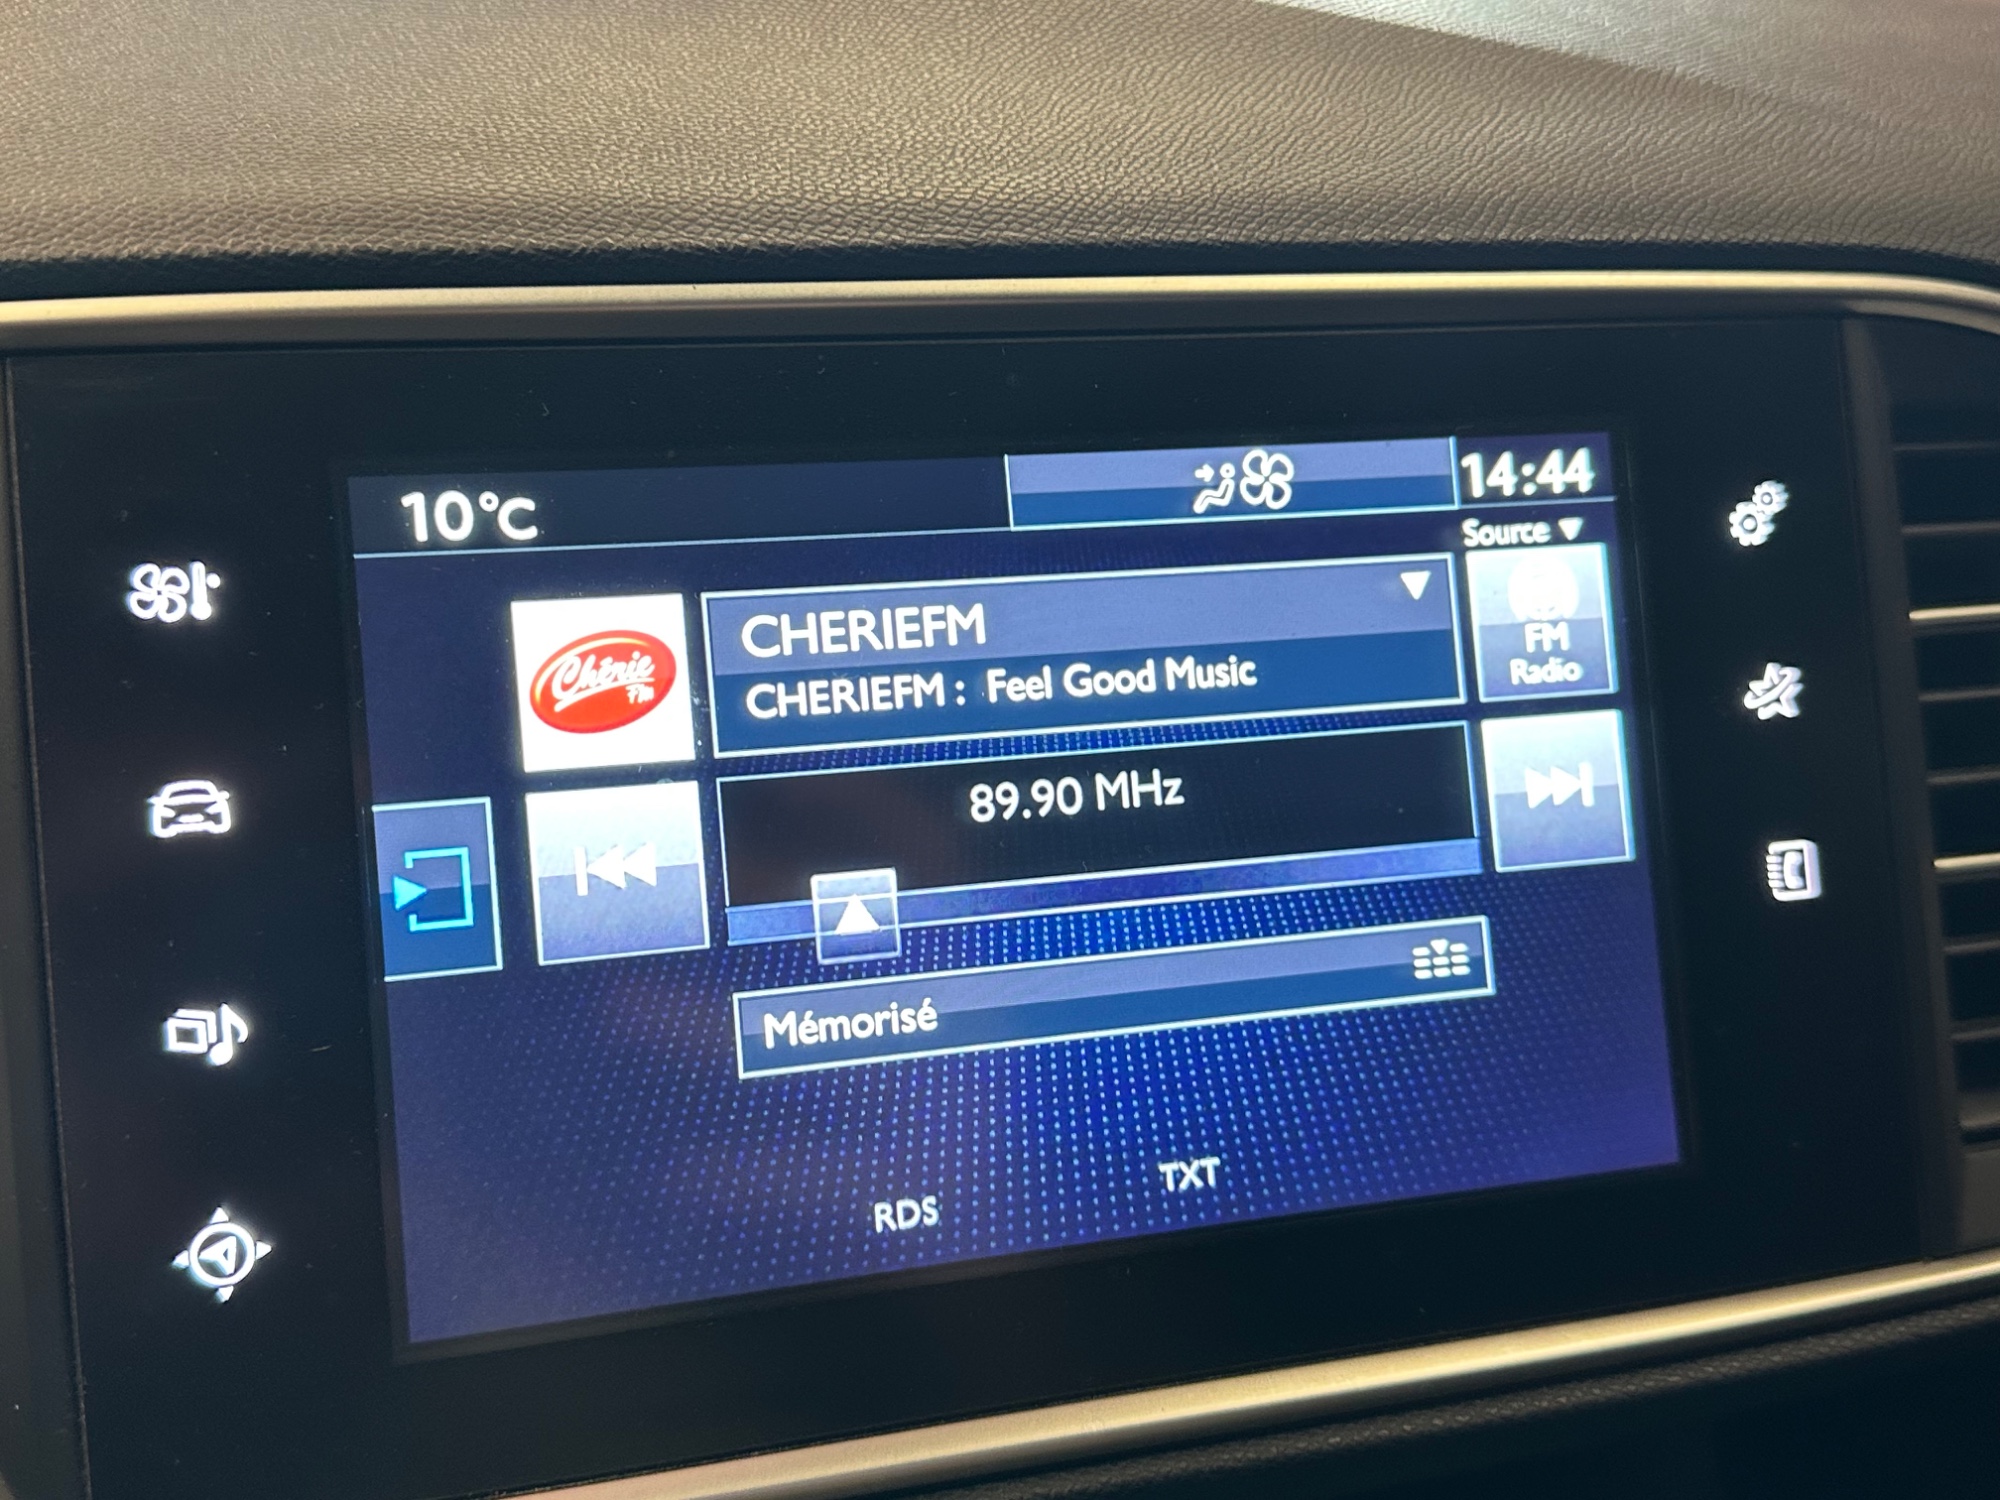 10°C
14:44
Source
Chérie
FM
CHERIEFM
CHERIEFM : Feel Good Music
FM
Radio
89.90 MHz
Mémorisé
TXT
RDS